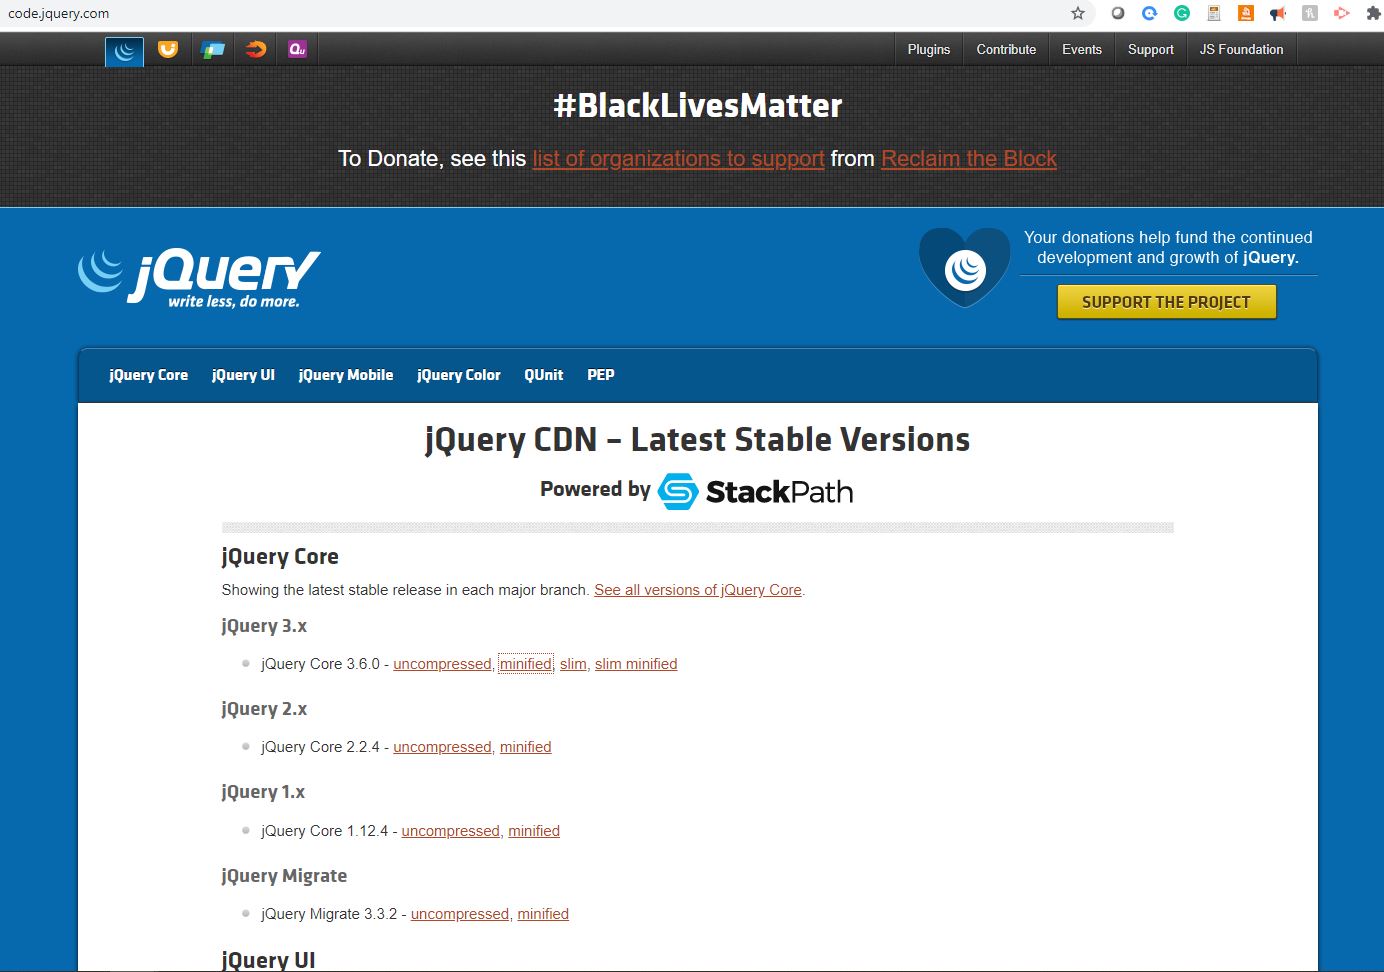 code.jquery.com
Qu
Plugins Contribute Events Support JS Foundation
#BlackLivesMatter
To Donate, see this list of organizations to support from Reclaim the Block
jQuery
write less, do more.
Your donations help fund the continued
development and growth of jQuery.
SUPPORT THE PROJECT
jQuery Core jQuery UI jQuery Mobile jQuery Color QUnit PEP
jQuery CDN – Latest Stable Versions
Powered by StackPath
jQuery Core
Showing the latest stable release in each major branch. See all versions of jQuery Core.
jQuery 3.x
jQuery Core 3.6.0 - uncompressed, minified, slim, slim minified
jQuery 2.x
jQuery Core 2.2.4 - uncompressed, minified
jQuery 1.x
jQuery Core 1.12.4 - uncompressed, minified
jQuery Migrate
jQuery Migrate 3.3.2 - uncompressed, minified
jQuery UI